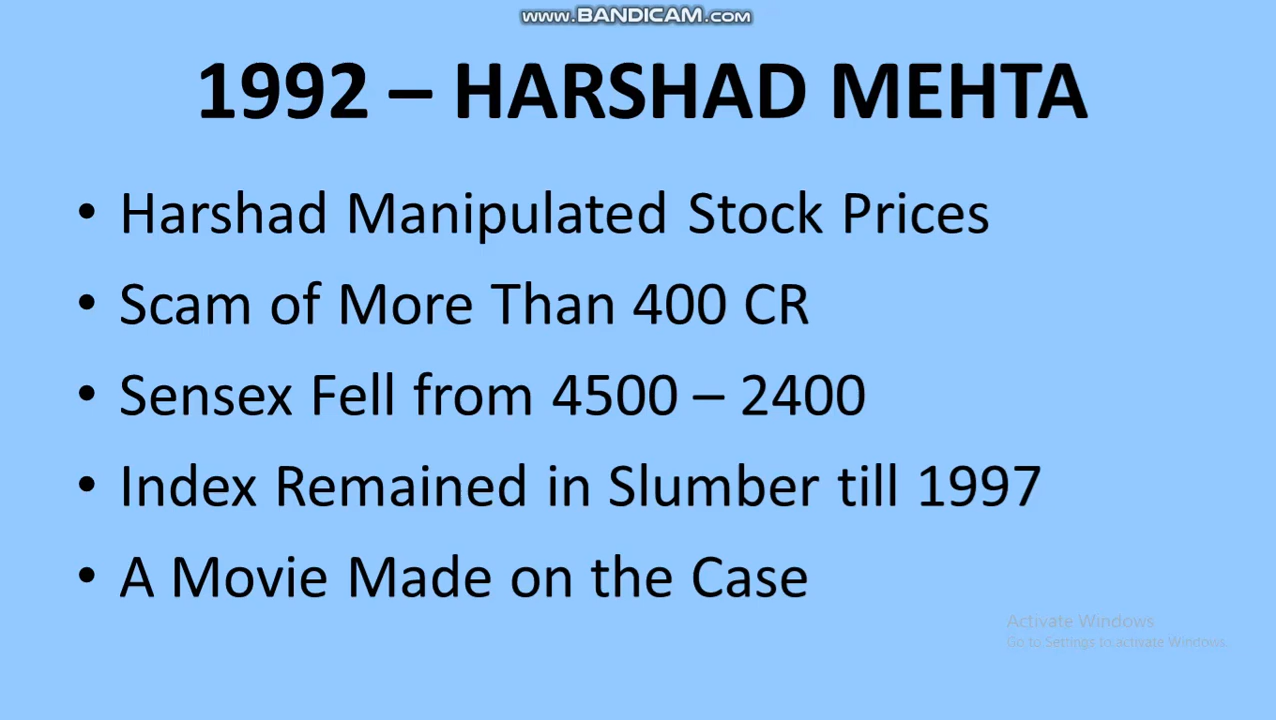 www.BANDICAM.com
1992 – HARSHAD MEHTA
• Harshad Manipulated Stock Prices
• Scam of More Than 400 CR
• Sensex Fell from 4500 – 2400
• Index Remained in Slumber till 1997
• A Movie Made on the Case
Activate Windows
Go to Settings to activate Windows.